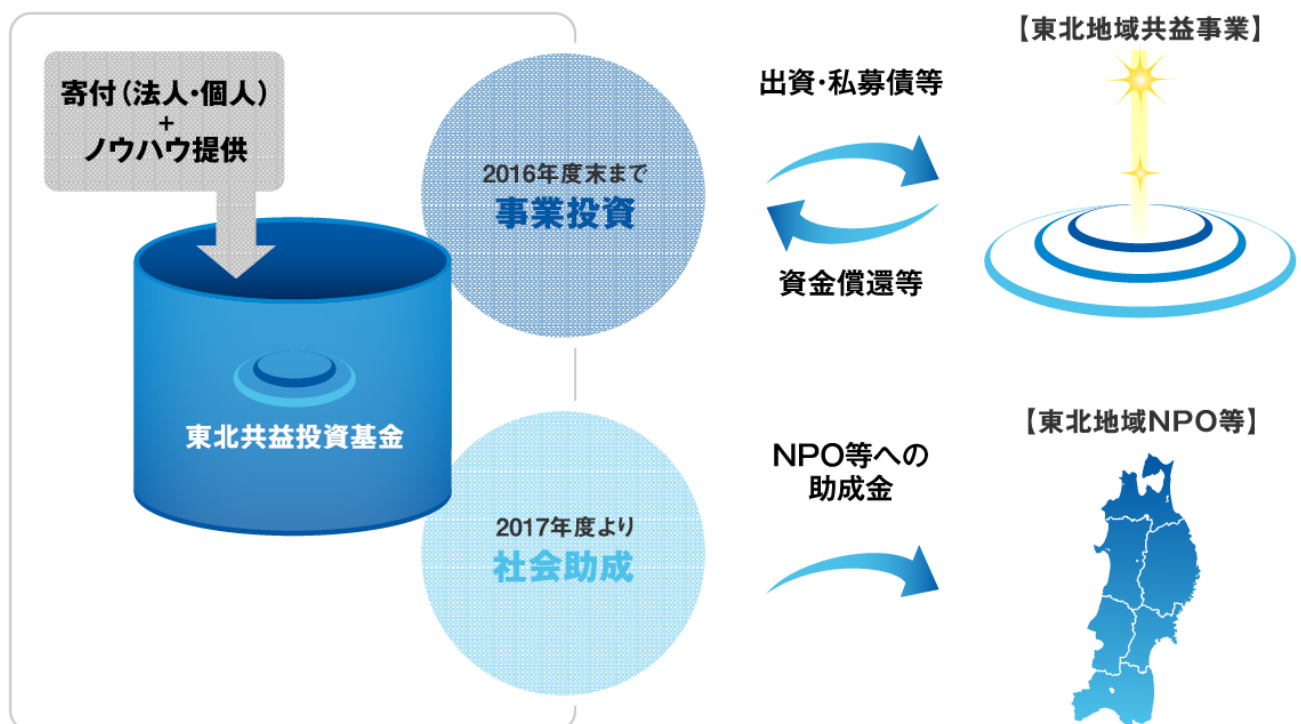 寄付(法人・個人)
+
ノウハウ提供
東北共益投資基金
2016年度末まで
事業投資
出資・私募債等
資金償還等
【東北地域共益事業】
2017年度より
社会助成
NPO等への
助成金
【東北地域NPO等】